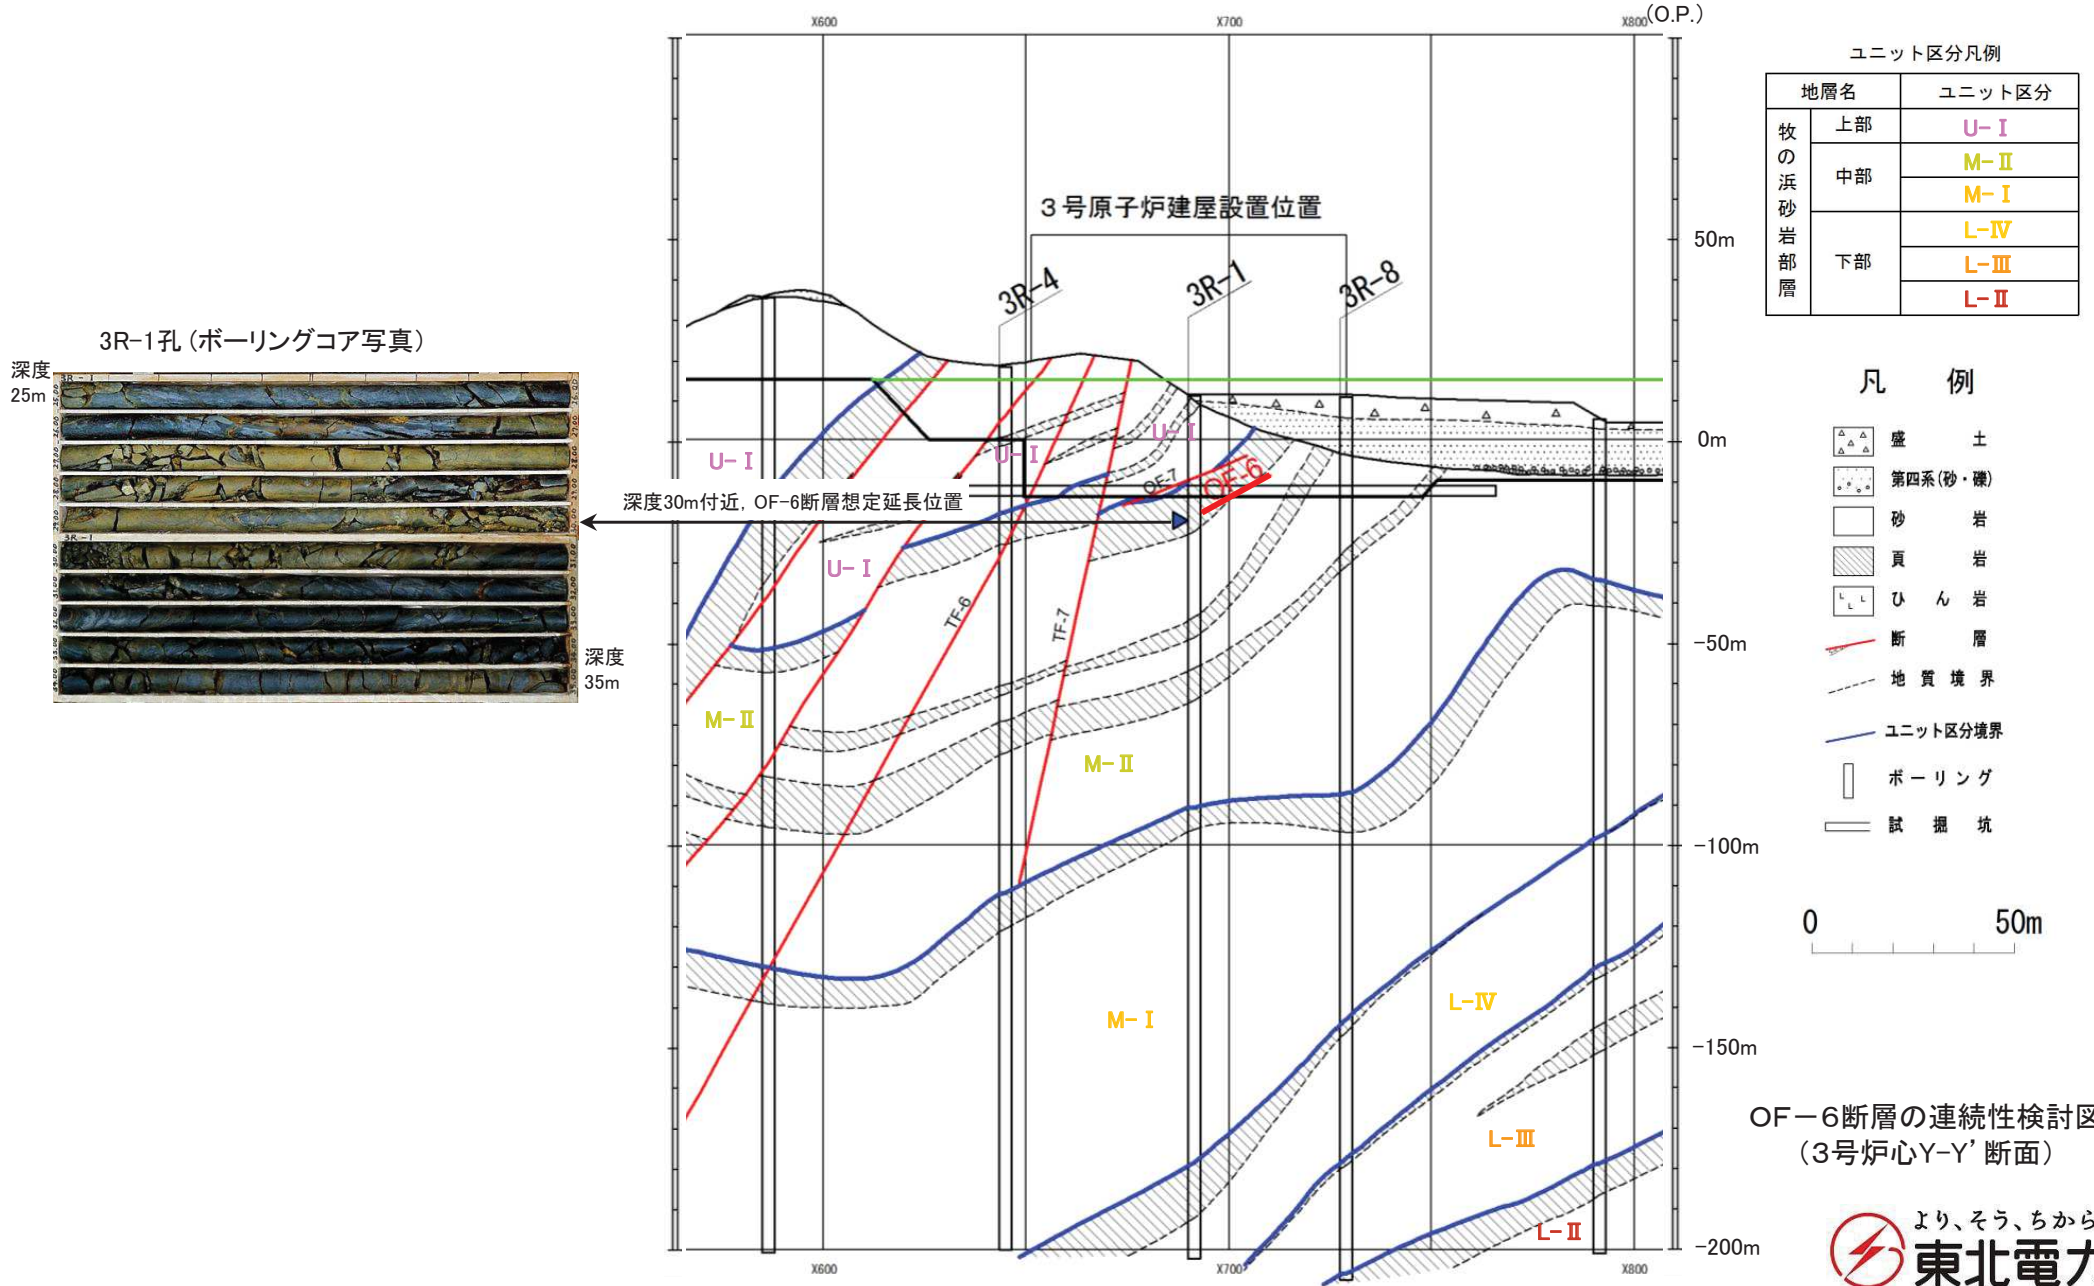 X600
X700
X800
(O.P.)
ユニット区分凡例
地層名
ユニット区分
牧の浜砂岩部層
上部
U-Ⅰ
中部
M-Ⅱ
M-Ⅰ
下部
L-Ⅳ
L-Ⅲ
L-Ⅱ
3号原子炉建屋設置位置
3R-4
3R-1
3R-8
50m
0m
-50m
-100m
-150m
-200m
3R-1孔(ボーリングコア写真)
深度
25m
3R-1
3R-1
深度
35m
深度30m付近, OF-6断層想定延長位置
U-Ⅰ
U-Ⅰ
U-Ⅰ
U-Ⅰ
OF-7
OF-6
TF-6
TF-7
M-Ⅱ
M-Ⅱ
M-Ⅰ
L-Ⅳ
L-Ⅲ
L-Ⅱ
凡 例
盛 土
第四系(砂・礫)
砂 岩
頁 岩
ひ ん 岩
断 層
地 質 境 界
ユニット区分境界
ボーリング
試 掘 坑
0 50m
OF-6断層の連続性検討図
(3号炉心Y-Y'断面)
より、そう、ちから
東北電力
X600
X700
X800